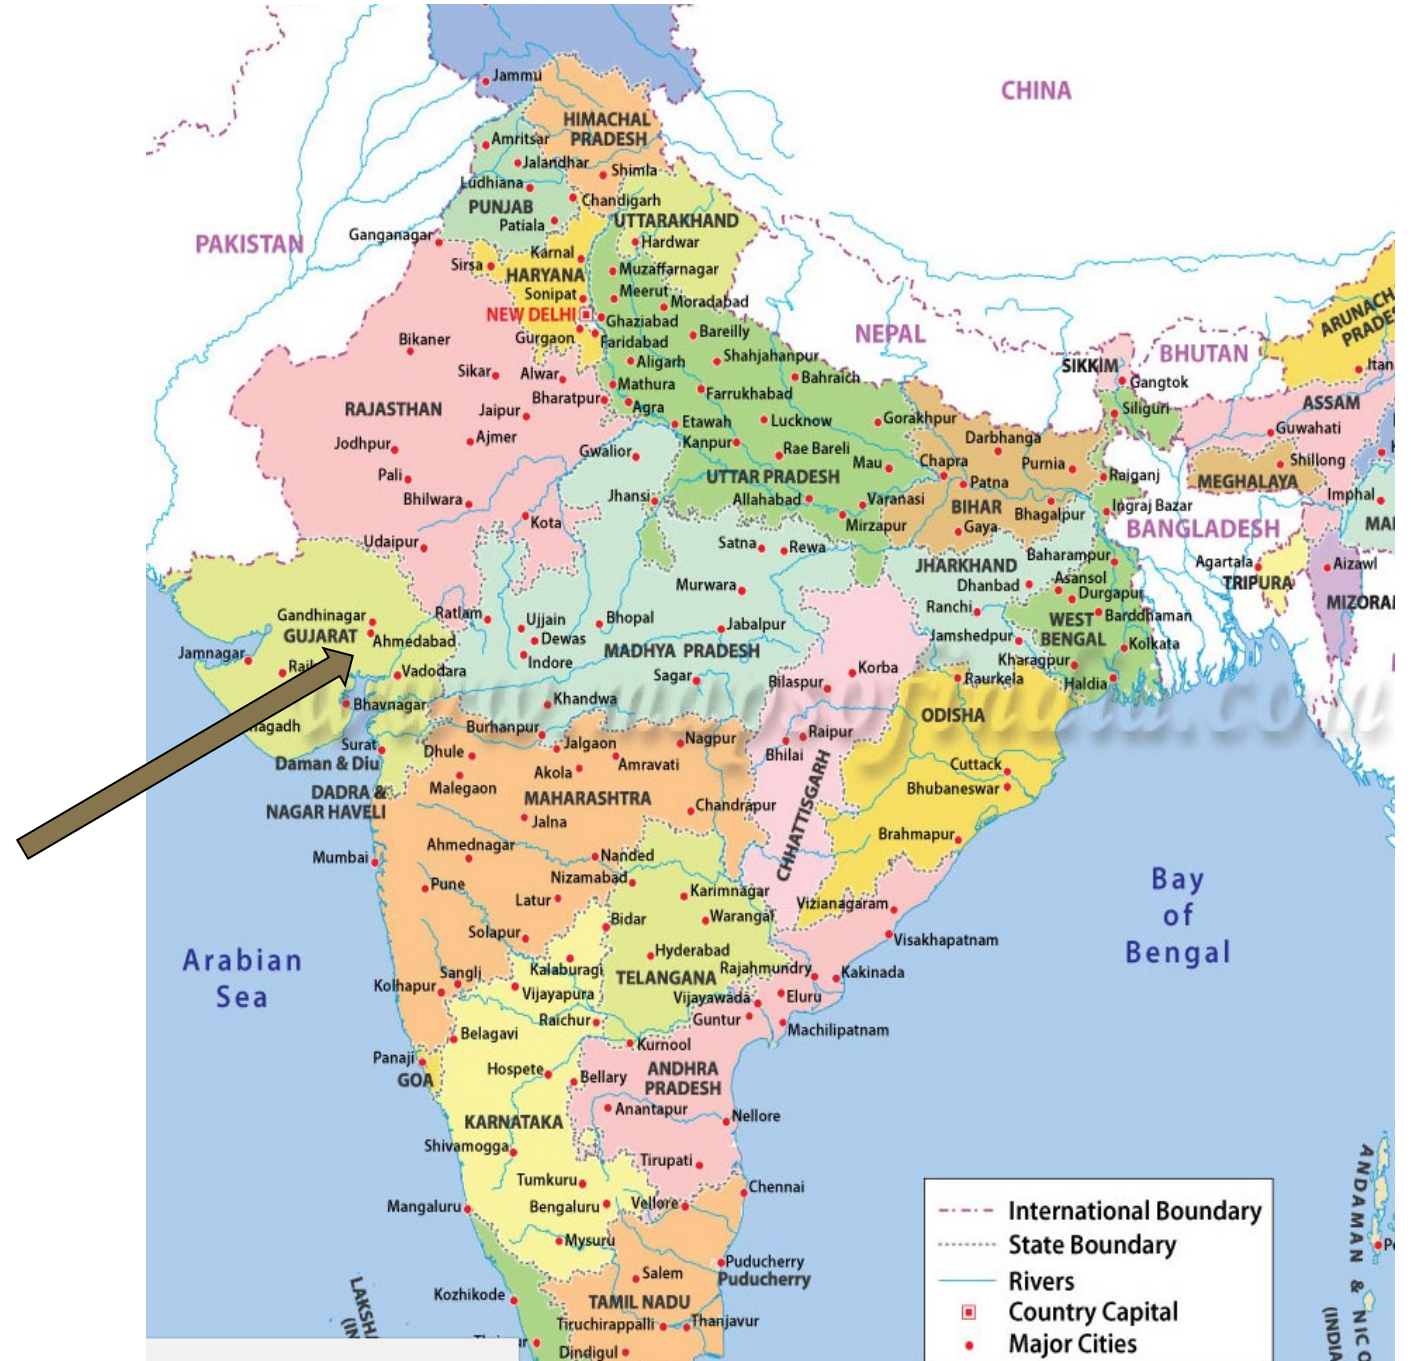 CHINA
Jammu
HIMACHAL
PRADESH
Amritsar
Jalandhar
Shimla
Ludhiana
Chandigarh
PUNJAB
Patiala
UTTARAKHAND
PAKISTAN
Ganganagar
Hardwar
Karnal
Sirsa
HARYANA
Muzaffarnagar
Sonipat
Meerut
Moradabad
NEW DELHI
Ghaziabad
Gurgaon
Faridabad
Bareilly
NEPAL
BHUTAN
SIKKIM
Bikaner
Aligarh
Shahjahanpur
Sikar
Alwar
Mathura
Bahraich
Gangtok
Farrukhabad
Bharatpur
Agra
RAJASTHAN
Jaipur
Siliguri
ASSAM
Etawah
Lucknow
Gorakhpur
Guwahati
Jodhpur
Ajmer
Gwalior
Kanpur
Rae Bareli
Darbhanga
Mau
Chapra
Purnia
Shillong
Pali
UTTAR PRADESH
Patna
Raiganj
MEGHALAYA
Bhilwara
Jhansi
Allahabad
Varanasi
BIHAR
Bhagalpur
Ingraj Bazar
Imphal
Kota
Mirzapur
Gaya
BANGLADESH
Udaipur
Satna
Rewa
JHARKHAND
Baharampur
Agartala
Aizawl
Murwara
Dhanbad
Asansol
Durgapur
TRIPURA
Gandhinagar
Ratlam
Ujjain
Bhopal
Jabalpur
Ranchi
WEST
BENGAL
Barddhaman
GUJARAT
Ahmedabad
Dewas
Jamshedpur
Kolkata
Jamnagar
Indore
MADHYA PRADESH
Kharagpur
Vadodara
Sagar
Korba
Bilaspur
Raurkela
Haldia
www.mapsofindia.com
Bhavnagar
Khandwa
ODISHA
Burhanpur
Nagpur
Raipur
Surat
Dhule
Jalgaon
Bhilai
Daman & Diu
Akola
Amravati
Cuttack
DADRA &
NAGAR HAVELI
Malegaon
MAHARASHTRA
Chandrapur
Bhubaneswar
Jalna
CHHATTISGARH
Brahmapur
Mumbai
Ahmednagar
Nanded
Pune
Nizamabad
Karimnagar
Bay
of
Bengal
Latur
Vizianagaram
Bidar
Warangal
Solapur
Visakhapatnam
Arabian
Sea
Hyderabad
Kalaburagi
TELANGANA
Rajahmundry
Kakinada
Sangli
Kolhapur
Vijayapura
Vijayawada
Eluru
Raichur
Guntur
Machilipatnam
Belagavi
Kurnool
Panaji
GOA
Hospete
Bellary
ANDHRA
PRADESH
Anantapur
Nellore
KARNATAKA
Shivamogga
Tirupati
Tumkuru
Chennai
Mangaluru
Bengaluru
Vellore
Mysuru
Puducherry
Puducherry
Salem
Kozhikode
TAMIL NADU
Tiruchirappalli
Thanjavur
Dindigul
International Boundary
State Boundary
Rivers
Country Capital
Major Cities
ANDAMAN &